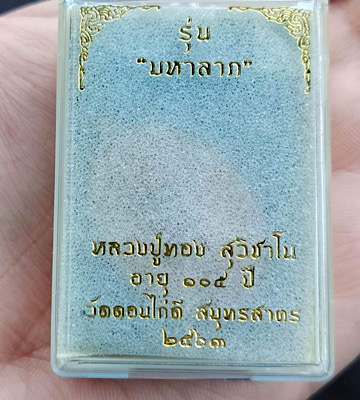 รุ่น
"มหาลาภ"
หลวงปู่ทอง สุวิชาโน
อายุ ๑๐๔ ปี
วัดดอนไก่ดี สมุทรสาคร
๒๕๖๓